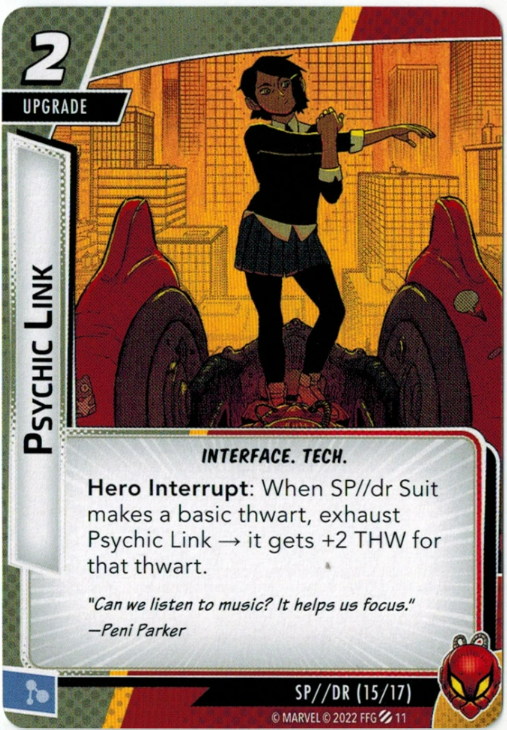 2
UPGRADE
PSYCHIC LINK
INTERFACE. TECH.
Hero Interrupt: When SP//dr Suit
makes a basic thwart, exhaust
Psychic Link → it gets +2 THW for
that thwart.
"Can we listen to music? It helps us focus."
—Peni Parker
SP//DR (15/17)
© MARVEL © 2022 FFG 11